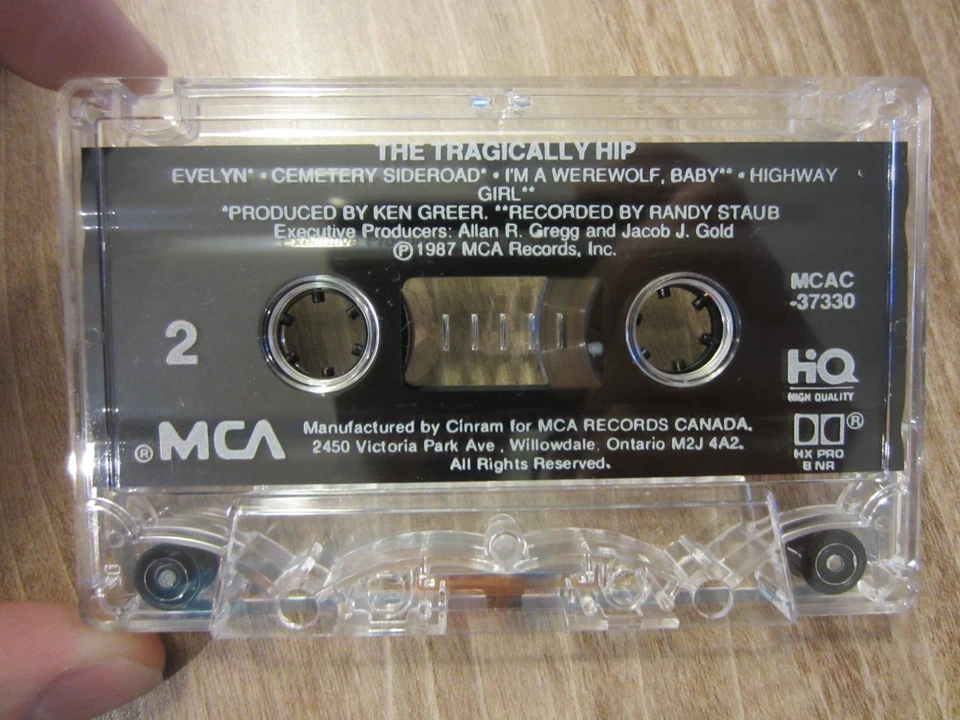 THE TRAGICALLY HIP
EVELYN* • CEMETERY SIDEROAD* • I'M A WEREWOLF, BABY** • HIGHWAY
GIRL**
*PRODUCED BY KEN GREER. **RECORDED BY RANDY STAUB
Executive Producers: Allan R. Gregg and Jacob J. Gold
℗ 1987 MCA Records, Inc.
MCAC
-37330
2
HiQ
HIGH QUALITY
® MCA
Manufactured by Cinram for MCA RECORDS CANADA.
2450 Victoria Park Ave , Willowdale, Ontario M2J 4A2.
All Rights Reserved.
®
HX PRO
B NR